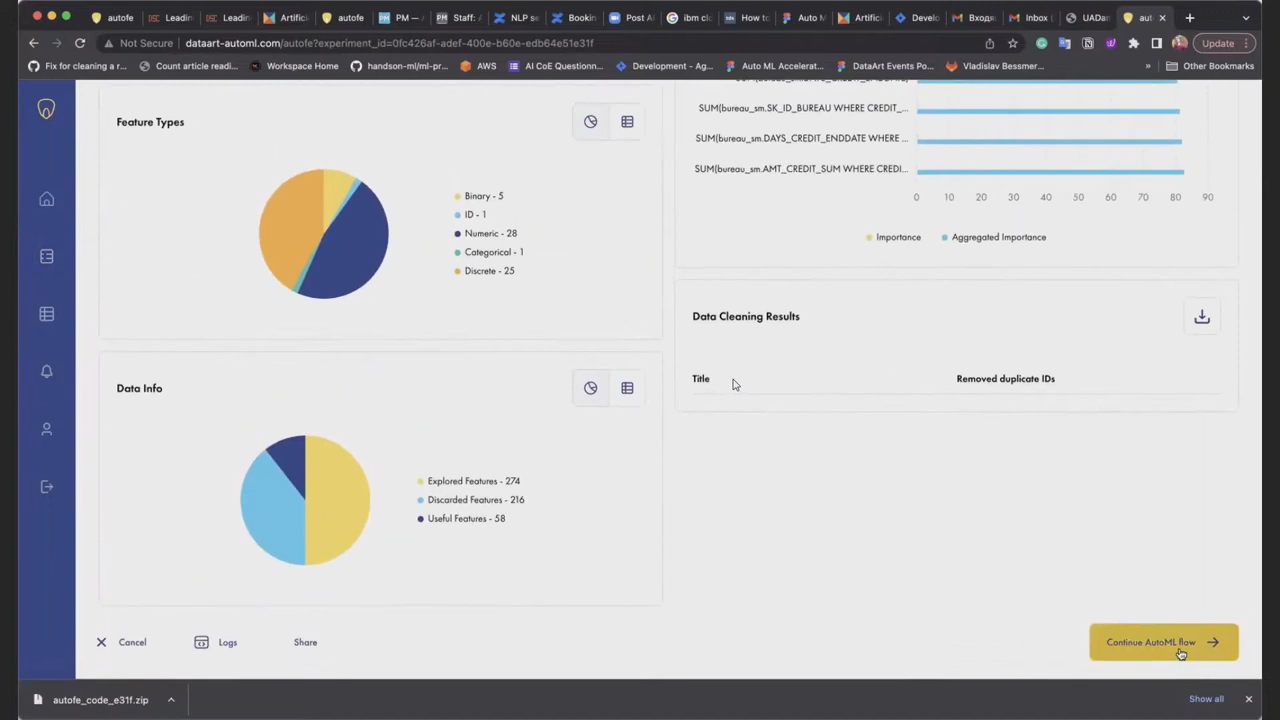 autofe
Leadin
Leadin
Artific
autofe
PM —
Staff:
NLP se
Bookin
Post A
ibm clo
How to
Auto M
Artific
Develo
Входя
Inbox
UADar
aut
Not Secure
dataart-automl.com/autofe?experiment_id=0fc426af-adef-400e-b60e-edb64e51e31f
Update
Fix for cleaning a r...
Count article readi...
Workspace Home
handson-ml/ml-pr...
AWS
AI CoE Questionn...
Development - Ag...
Auto ML Accelerat...
DataArt Events Po...
Vladislav Bessmer...
»
Other Bookmarks
Feature Types
Binary - 5
ID - 1
Numeric - 28
Categorical - 1
Discrete - 25
SUM(bureau_sm.SK_ID_BUREAU WHERE CREDIT_...
SUM(bureau_sm.DAYS_CREDIT_ENDDATE WHERE ...
SUM(bureau_sm.AMT_CREDIT_SUM WHERE CREDI...
0 10 20 30 40 50 60 70 80 90
Importance Aggregated Importance
Data Cleaning Results
Title Removed duplicate IDs
Data Info
Explored Features - 274
Discarded Features - 216
Useful Features - 58
Cancel
Logs
Share
Continue AutoML flow
autofe_code_e31f.zip
Show all